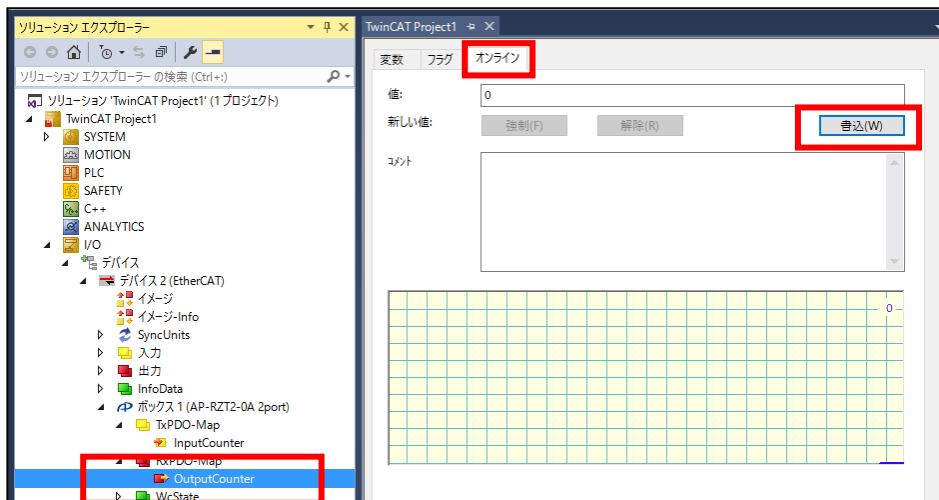 ソリューション エクスプローラー
ソリューション エクスプローラー の検索 (Ctrl+:)
ソリューション 'TwinCAT Project1' (1 プロジェクト)
TwinCAT Project1
SYSTEM
MOTION
PLC
SAFETY
C++
ANALYTICS
I/O
デバイス
デバイス 2 (EtherCAT)
イメージ
イメージ-Info
SyncUnits
入力
出力
InfoData
ボックス 1 (AP-RZT2-0A 2port)
TxPDO-Map
InputCounter
RxPDO-Map
OutputCounter
WcState
TwinCAT Project1
変数 フラグ オンライン
値: 0
新しい値: 強制(F) 解除(R) 書込(W)
コメント
0